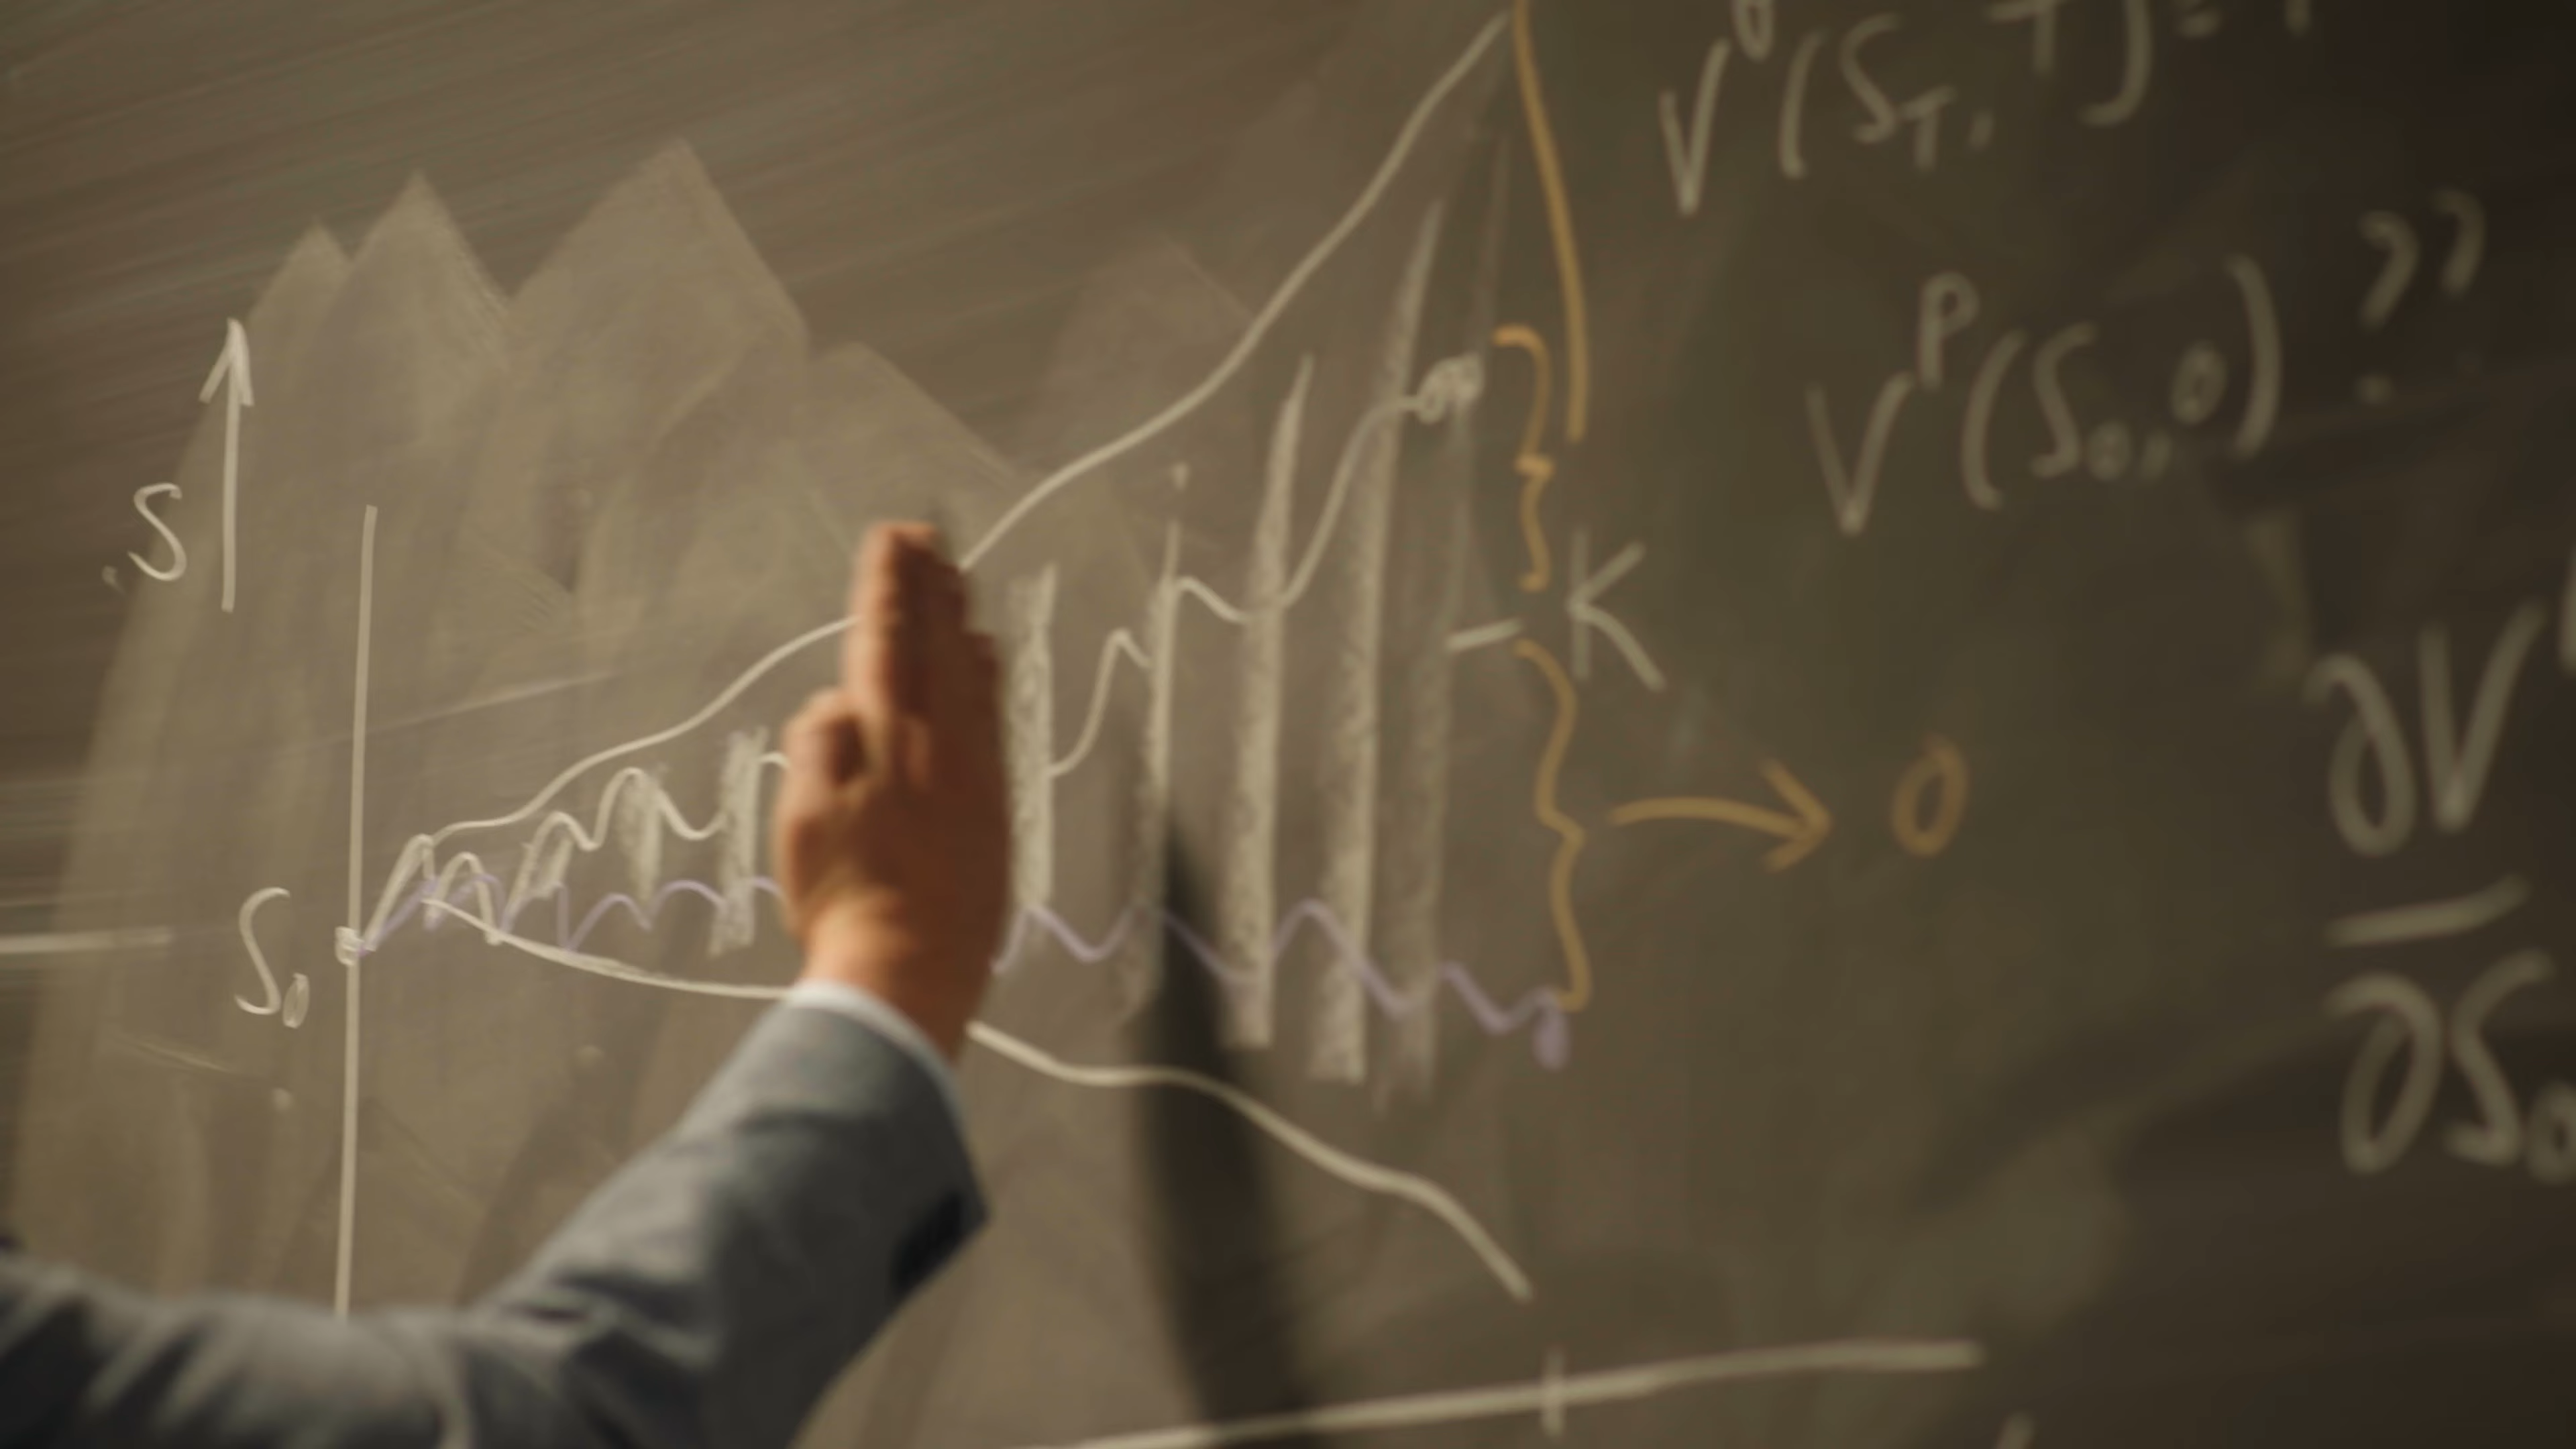 V (S_T, T) =
V^P (S_0, 0) ??
S
K
∂V
0
S_0
∂S_0